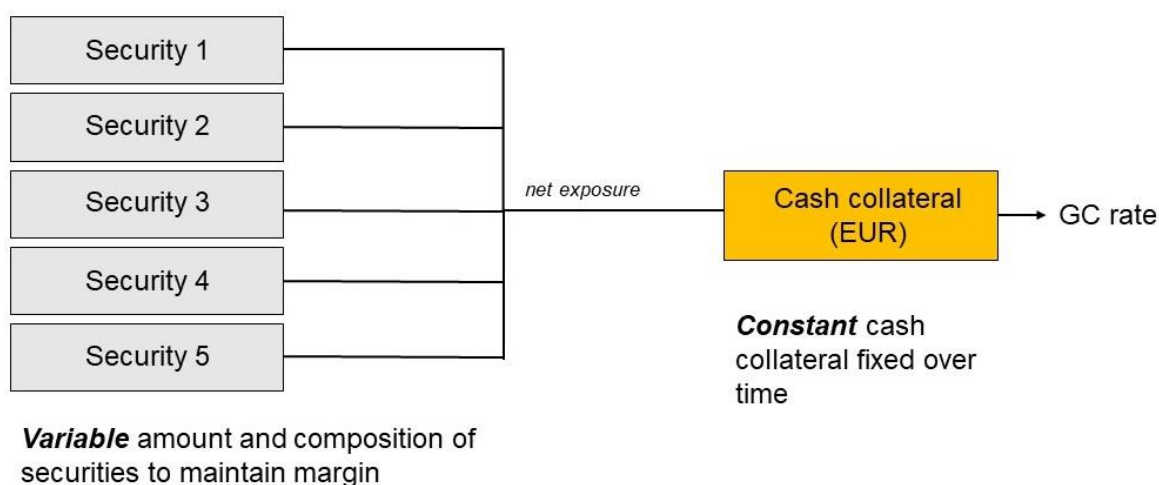 Security 1
Security 2
Security 3
Security 4
Security 5
net exposure
Cash collateral
(EUR)
GC rate
Constant cash
collateral fixed over
time
Variable amount and composition of
securities to maintain margin